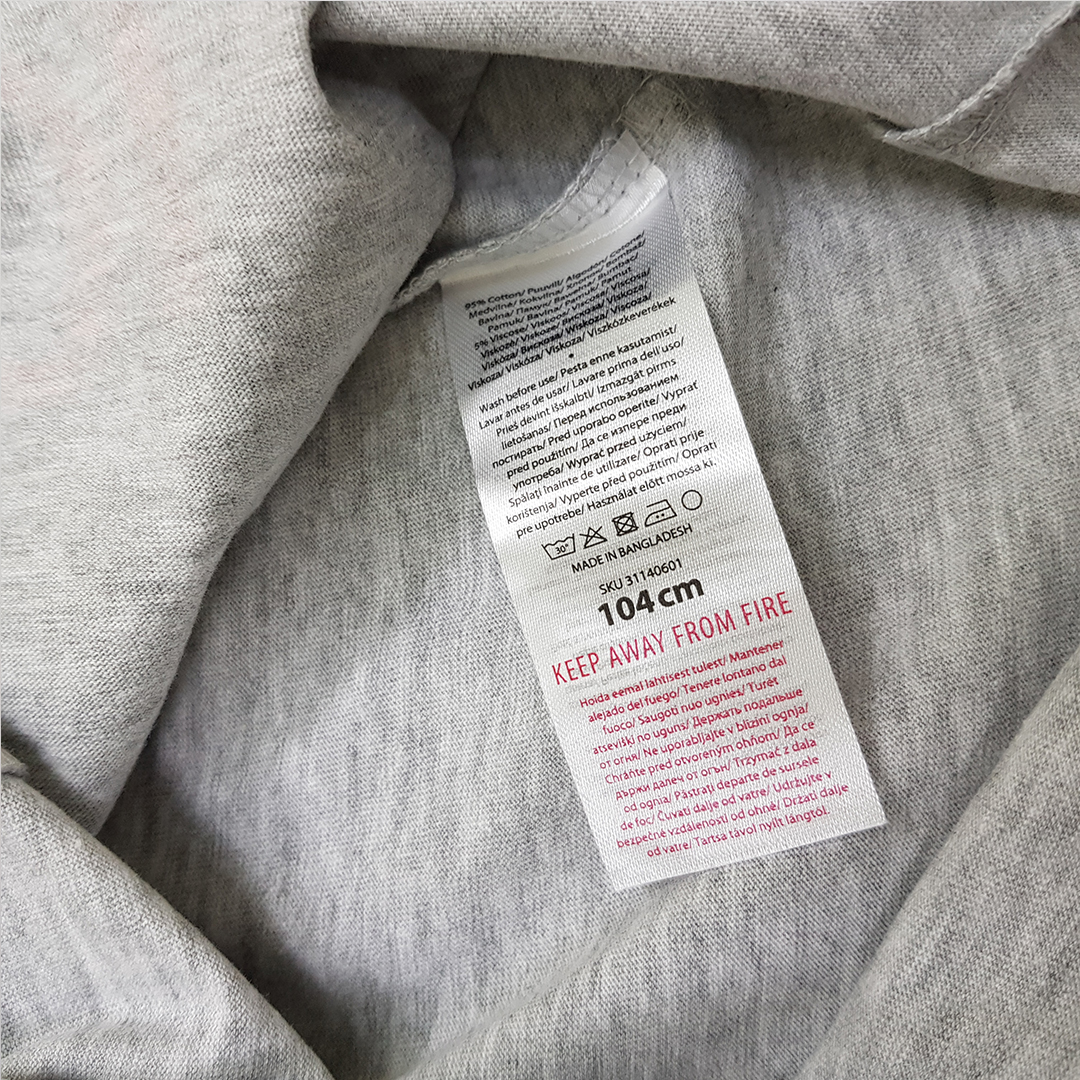 95% Cotton/ Puuvill/ Algodon/ Cotone/
Medvilnė/ Kokvilna/ Хлопок/ Bombaž/
Bavlna/ Памук/ Bawełna/ Bumbac/
Pamuk/ Bavlna/ Pamuk/ Pamut
5% Viscose/ Viskoos/ Viscosa/ Viscosa/
Viskozė/ Viskoze/ Вискоза/ Viskoza/
Viskóza/ Вискоза/ Wiskoza/ Viscoza/
Viskoza/ Viskóza/ Viskoza/ Viszkózkeverékek
•
Wash before use/ Pesta enne kasutamist/
Lavar antes de usar/ Lavare prima dell'uso/
Prieš dėvint išskalbti/ Izmazgāt pirms
lietošanas/ Перед использованием
постирать/ Pred uporabo operite/ Vyprať
pred použitím/ Да се изпере преди
употреба/ Wyprać przed użyciem/
Spălați înainte de utilizare/ Oprati prije
korištenja/ Vyperte před použitím/ Oprati
pre upotrebe/ Használat előtt mossa ki.
30°
MADE IN BANGLADESH
SKU 31140601
104cm
KEEP AWAY FROM FIRE
Hoida eemal lahtisest tulest/ Mantener
alejado del fuego/ Tenere lontano dal
fuoco/ Saugoti nuo ugnies/ Turēt
atsevišķi no uguns/ Держать подальше
от огня/ Ne uporabljajte v bližini ognja/
Chráňte pred otvoreným ohňom/ Да се
държи далеч от огън/ Trzymać z dala
od ognia/ Păstrați departe de sursele
de foc/ Čuvati dalje od vatre/ Udržujte v
bezpečné vzdálenosti od ohně/ Držati dalje
od vatre/ Tartsa távol nyílt lángtól.